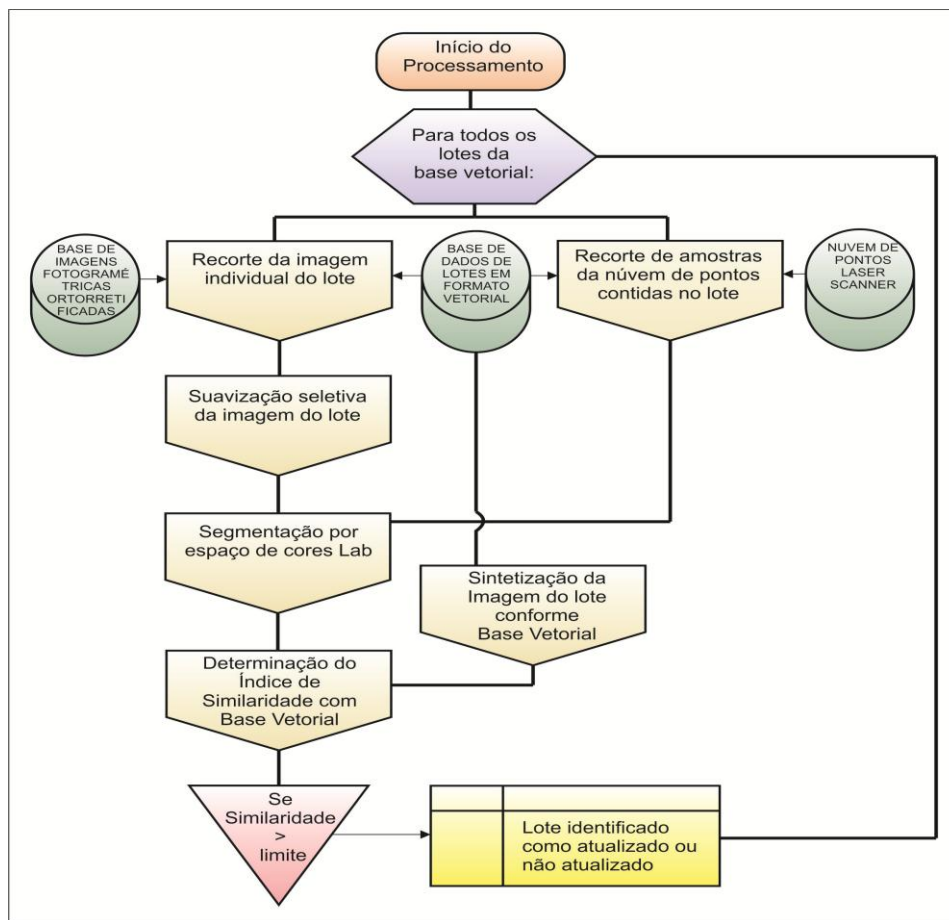 Início do
Processamento
Para todos os
lotes da
base vetorial:
BASE DE
IMAGENS
FOTOGRAMÉ
TRICAS
ORTORRETI
FICADAS
Recorte da imagem
individual do lote
BASE DE
DADOS DE
LOTES EM
FORMATO
VETORIAL
Recorte de amostras
da núvem de pontos
contidas no lote
NUVEM DE
PONTOS
LASER
SCANNER
Suavização seletiva
da imagem do lote
Segmentação por
espaço de cores Lab
Sintetização da
Imagem do lote
conforme
Base Vetorial
Determinação do
Índice de
Similaridade com
Base Vetorial
Se
Similaridade
>
limite
Lote identificado
como atualizado ou
não atualizado